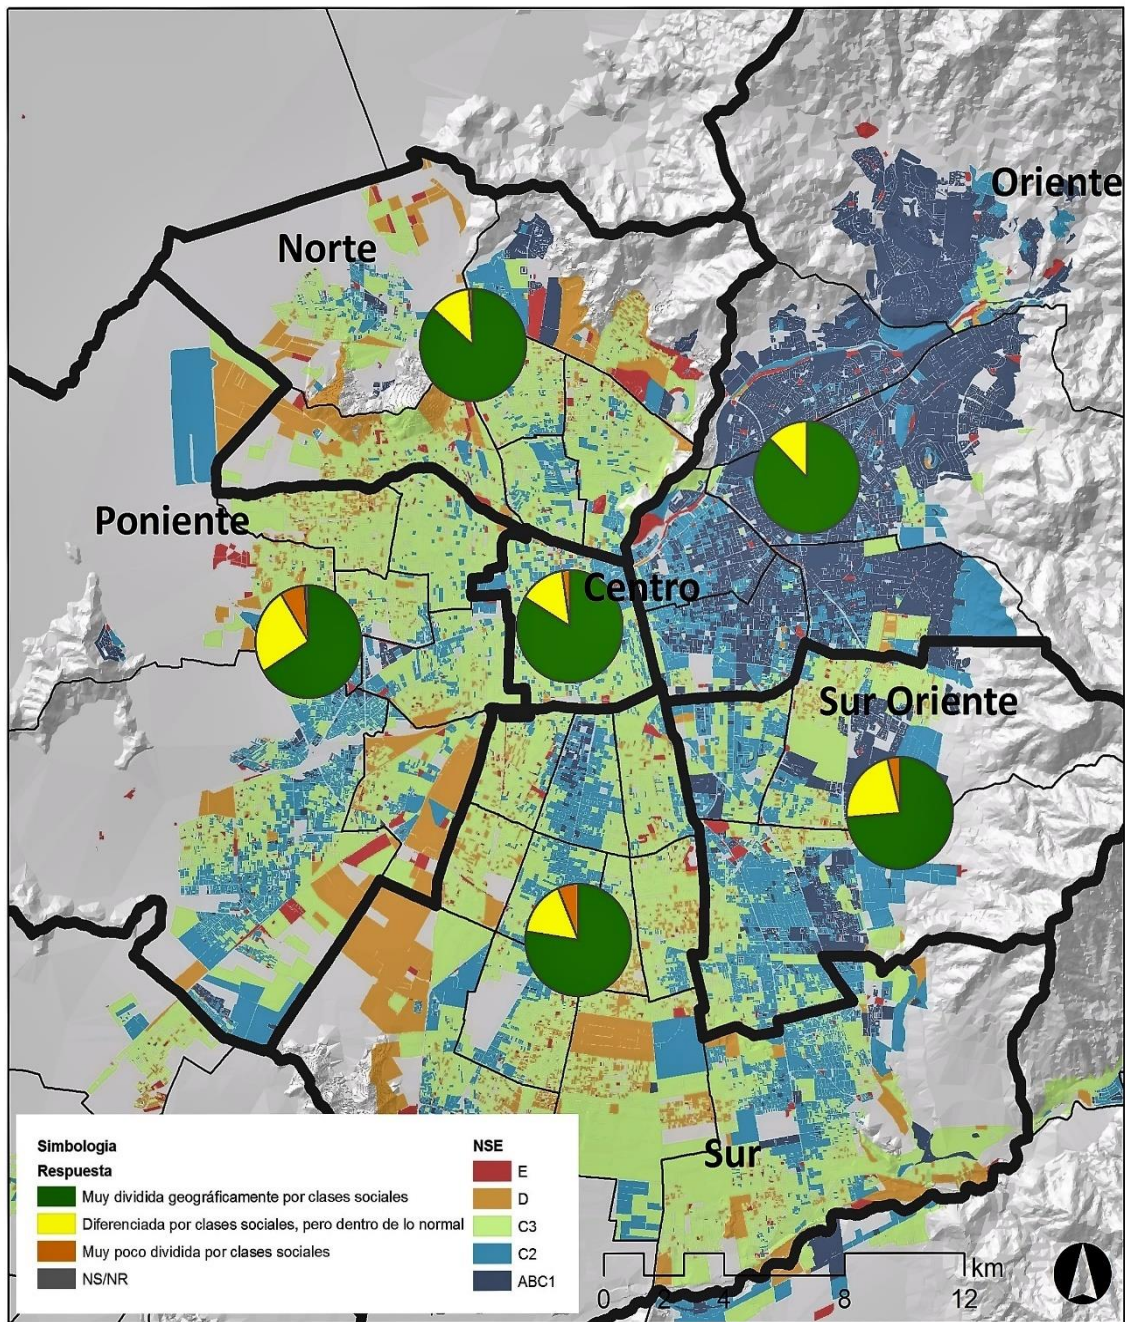 Oriente
Norte
Poniente
Centro
Sur Oriente
Sur
Simbologia
Respuesta
Muy dividida geográficamente por clases sociales
Diferenciada por clases sociales, pero dentro de lo normal
Muy poco dividida por clases sociales
NS/NR
NSE
E
D
C3
C2
ABC1
km
0 2 4 8 12